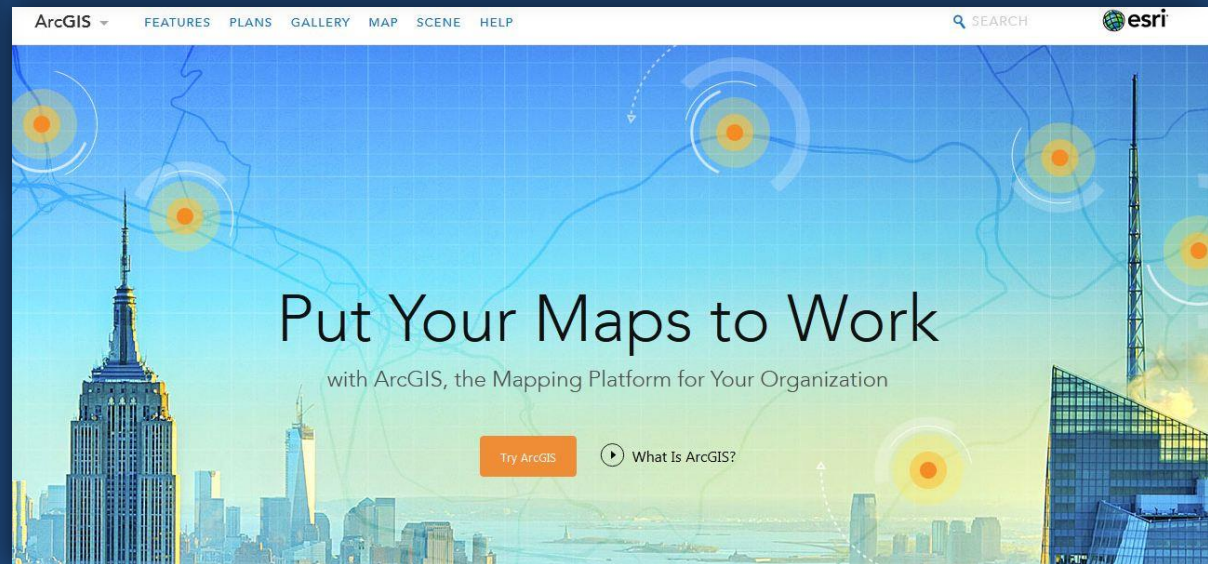 ArcGIS FEATURES PLANS GALLERY MAP SCENE HELP SEARCH esri
Put Your Maps to Work
with ArcGIS, the Mapping Platform for Your Organization
Try ArcGIS What Is ArcGIS?